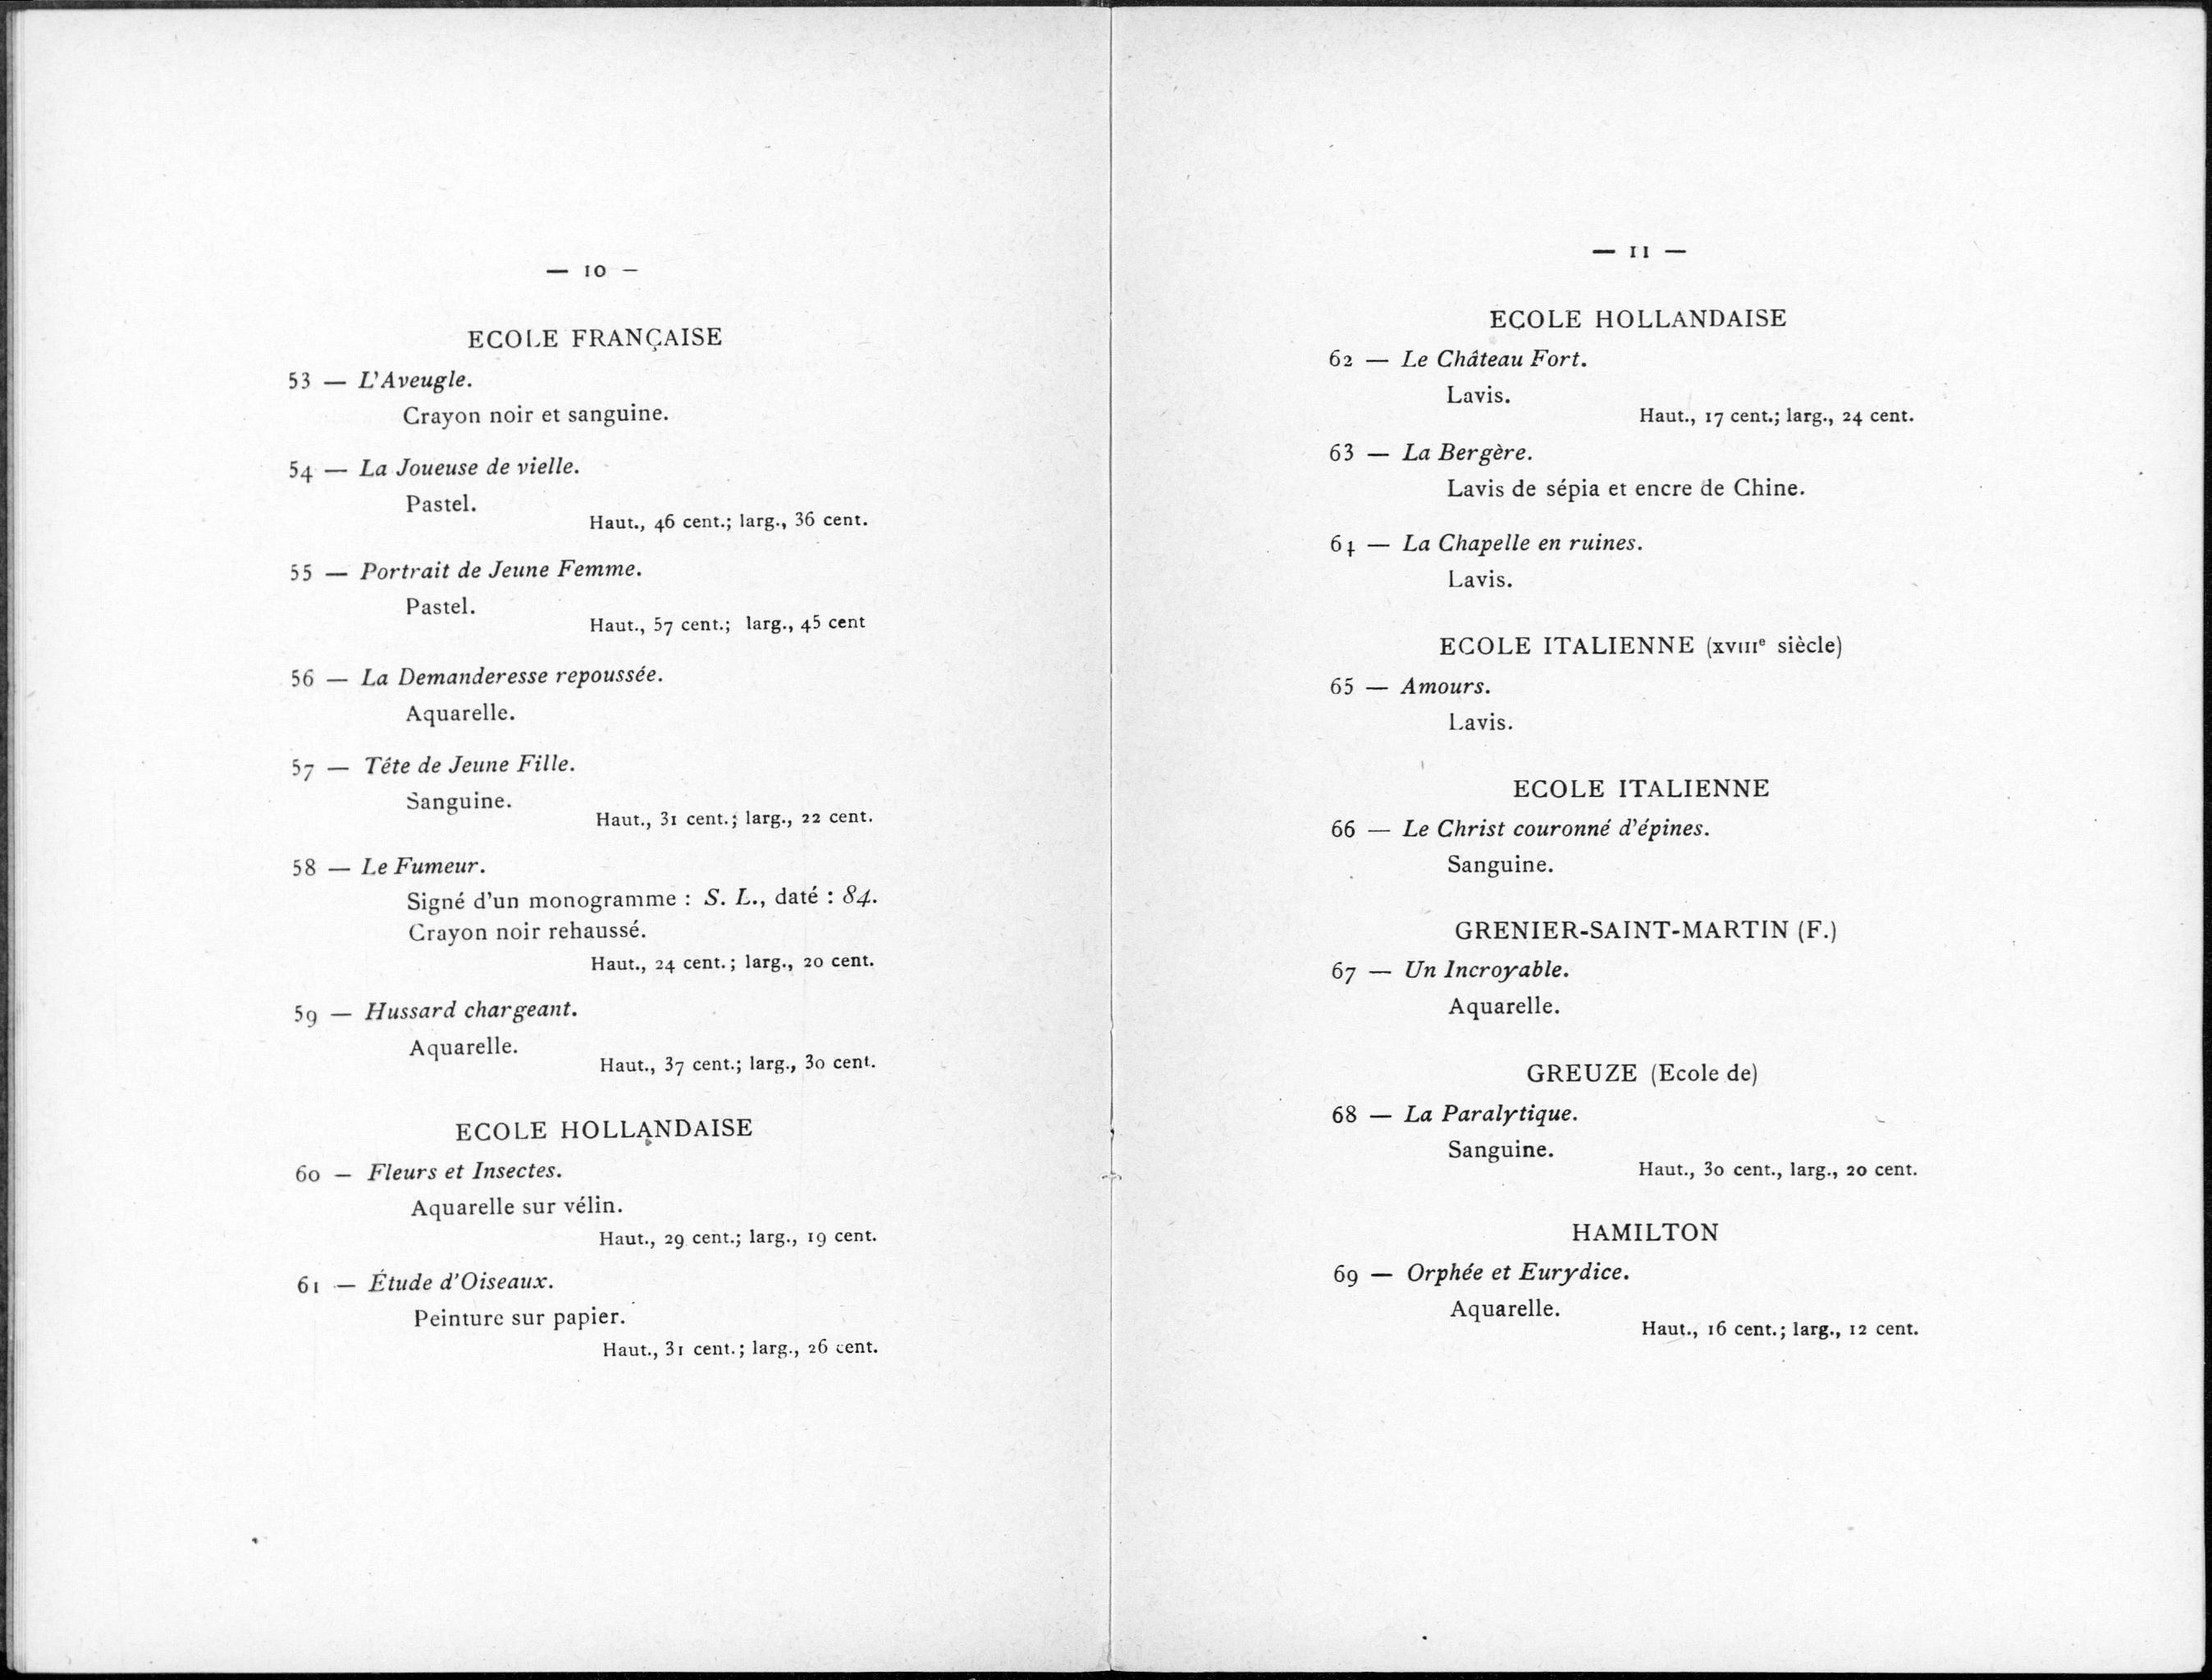 — 10 —
ECOLE FRANÇAISE
53 — L'Aveugle.
Crayon noir et sanguine.
54 — La Joueuse de vielle.
Pastel.
Haut., 46 cent.; larg., 36 cent.
55 — Portrait de Jeune Femme.
Pastel.
Haut., 57 cent.; larg., 45 cent
56 — La Demanderesse repoussée.
Aquarelle.
57 — Tête de Jeune Fille.
Sanguine.
Haut., 31 cent.; larg., 22 cent.
58 — Le Fumeur.
Signé d'un monogramme : S. L., daté : 84.
Crayon noir rehaussé.
Haut., 24 cent.; larg., 20 cent.
59 — Hussard chargeant.
Aquarelle.
Haut., 37 cent.; larg., 30 cent.
ECOLE HOLLANDAISE
60 — Fleurs et Insectes.
Aquarelle sur vélin.
Haut., 29 cent.; larg., 19 cent.
61 — Étude d'Oiseaux.
Peinture sur papier.
Haut., 31 cent.; larg., 26 cent.
— 11 —
ECOLE HOLLANDAISE
62 — Le Château Fort.
Lavis.
Haut., 17 cent.; larg., 24 cent.
63 — La Bergère.
Lavis de sépia et encre de Chine.
64 — La Chapelle en ruines.
Lavis.
ECOLE ITALIENNE (XVIIIe siècle)
65 — Amours.
Lavis.
ECOLE ITALIENNE
66 — Le Christ couronné d'épines.
Sanguine.
GRENIER-SAINT-MARTIN (F.)
67 — Un Incroyable.
Aquarelle.
GREUZE (Ecole de)
68 — La Paralytique.
Sanguine.
Haut., 30 cent., larg., 20 cent.
HAMILTON
69 — Orphée et Eurydice.
Aquarelle.
Haut., 16 cent.; larg., 12 cent.